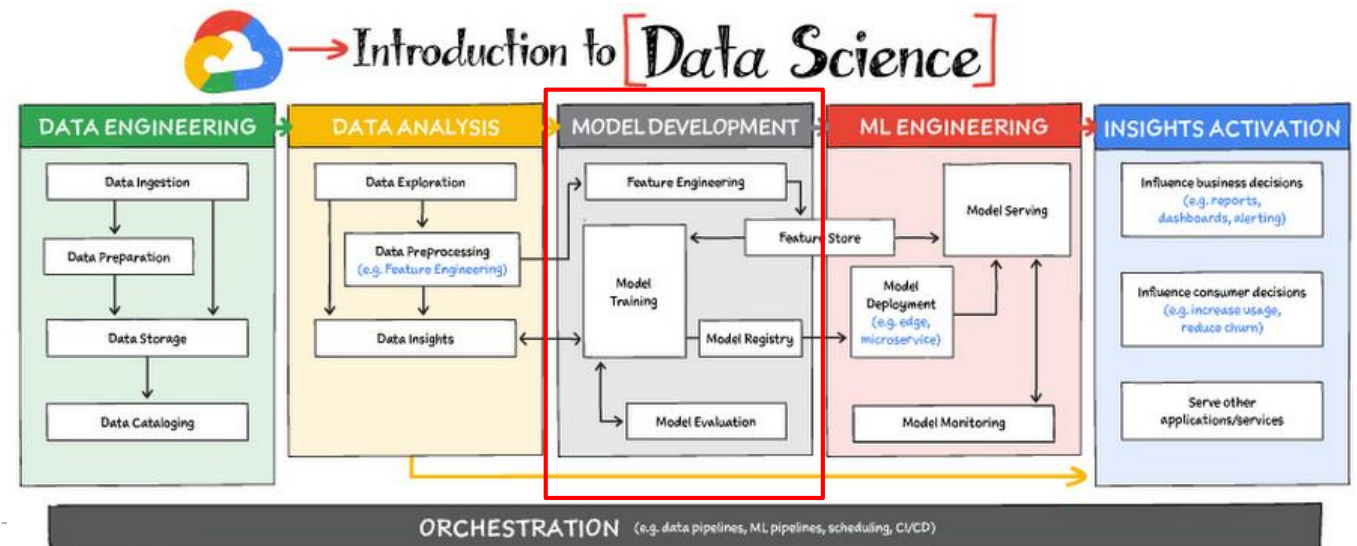 Introduction to [Data Science]
DATA ENGINEERING
Data Ingestion
Data Preparation
Data Storage
Data Cataloging
DATA ANALYSIS
Data Exploration
Data Preprocessing
(e.g. Feature Engineering)
Data Insights
MODEL DEVELOPMENT
Feature Engineering
Feature Store
Model
Training
Model Registry
Model Evaluation
ML ENGINEERING
Model Serving
Model
Deployment
(e.g. edge,
microservice)
Model Monitoring
INSIGHTS ACTIVATION
Influence business decisions
(e.g. reports,
dashboards, alerting)
Influence consumer decisions
(e.g. increase usage,
reduce churn)
Serve other
applications/services
ORCHESTRATION (e.g. data pipelines, ML pipelines, scheduling, CI/CD)